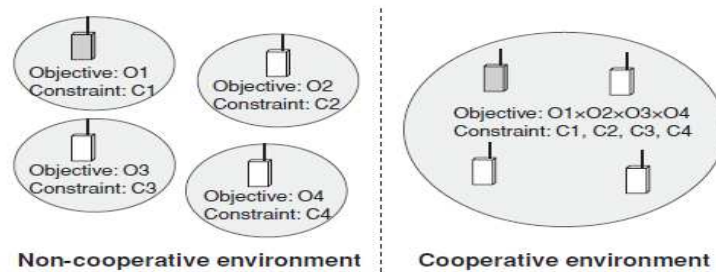 Objective: O1
Constraint: C1
Objective: O2
Constraint: C2
Objective: O3
Constraint: C3
Objective: O4
Constraint: C4
Non-cooperative environment
Objective: O1×O2×O3×O4
Constraint: C1, C2, C3, C4
Cooperative environment